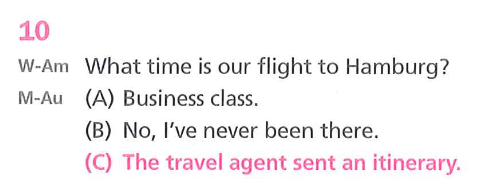 10
W-Am What time is our flight to Hamburg?
M-Au (A) Business class.
(B) No, I've never been there.
(C) The travel agent sent an itinerary.